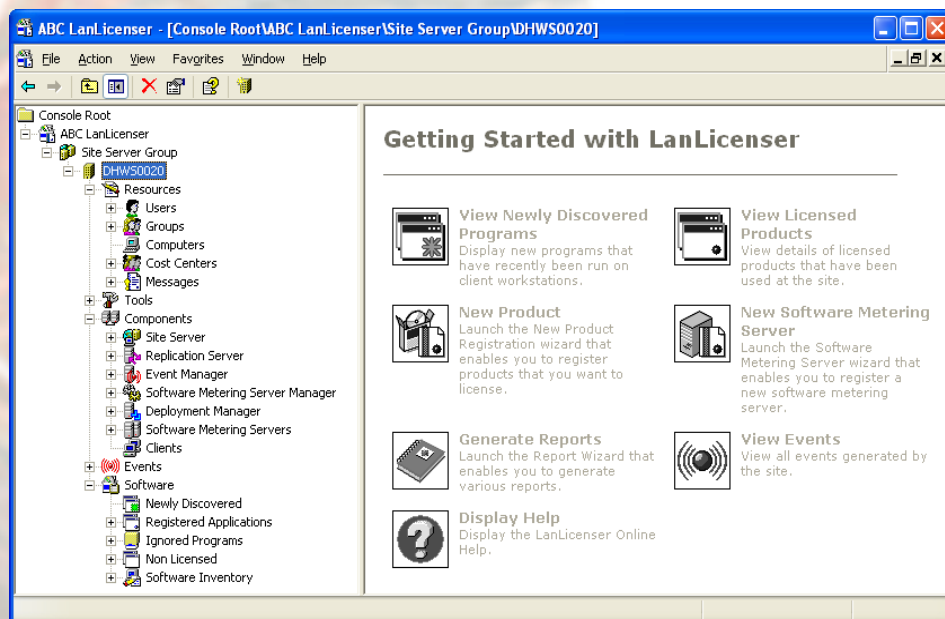 ABC LanLicenser - [Console Root\ABC LanLicenser\Site Server Group\DHWS0020]
File Action View Favorites Window Help
Console Root
ABC LanLicenser
Site Server Group
DHWS0020
Resources
Users
Groups
Computers
Cost Centers
Messages
Tools
Components
Site Server
Replication Server
Event Manager
Software Metering Server Manager
Deployment Manager
Software Metering Servers
Clients
Events
Software
Newly Discovered
Registered Applications
Ignored Programs
Non Licensed
Software Inventory
Getting Started with LanLicenser
View Newly Discovered
Programs
Display new programs that
have recently been run on
client workstations.
View Licensed
Products
View details of licensed
products that have been
used at the site.
New Product
Launch the New Product
Registration wizard that
enables you to register
products that you want to
license.
New Software Metering
Server
Launch the Software
Metering Server wizard that
enables you to register a
new software metering
server.
Generate Reports
Launch the Report Wizard that
enables you to generate
various reports.
View Events
View all events generated by
the site.
Display Help
Display the LanLicenser Online
Help.